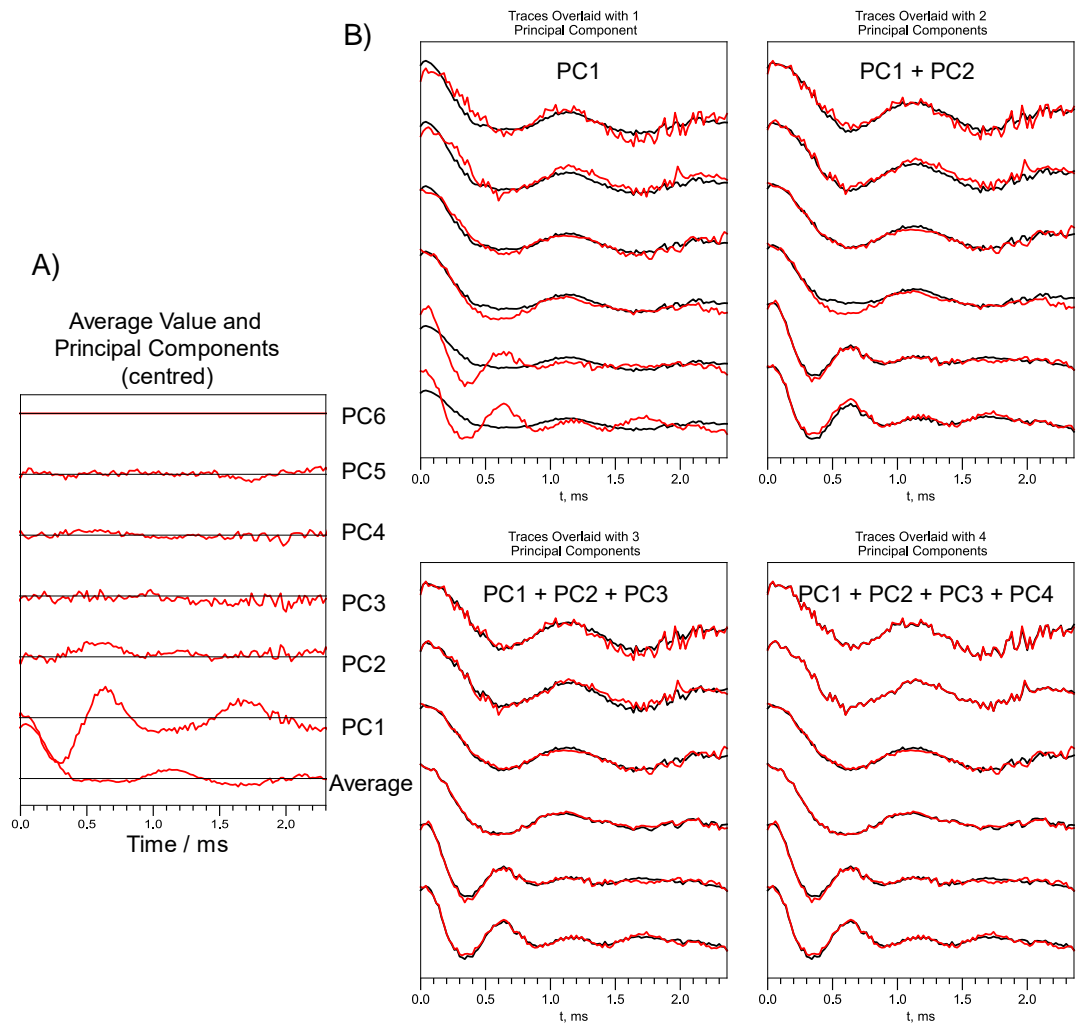 A)
Average Value and
Principal Components
(centred)
PC6
PC5
PC4
PC3
PC2
PC1
Average
0.0 0.5 1.0 1.5 2.0
Time / ms
B)
Traces Overlaid with 1
Principal Component
PC1
0.0 0.5 1.0 1.5 2.0
t, ms
Traces Overlaid with 2
Principal Components
PC1 + PC2
0.0 0.5 1.0 1.5 2.0
t, ms
Traces Overlaid with 3
Principal Components
PC1 + PC2 + PC3
0.0 0.5 1.0 1.5 2.0
t, ms
Traces Overlaid with 4
Principal Components
PC1 + PC2 + PC3 + PC4
0.0 0.5 1.0 1.5 2.0
t, ms